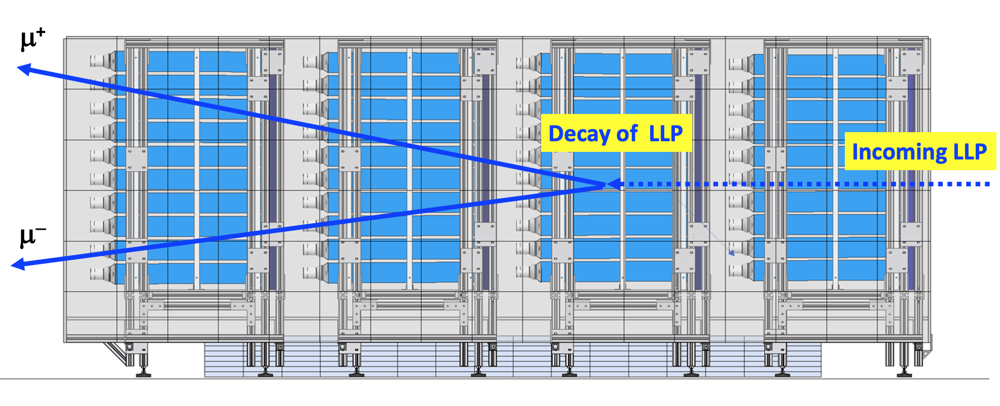 μ⁺
Decay of LLP
Incoming LLP
μ⁻